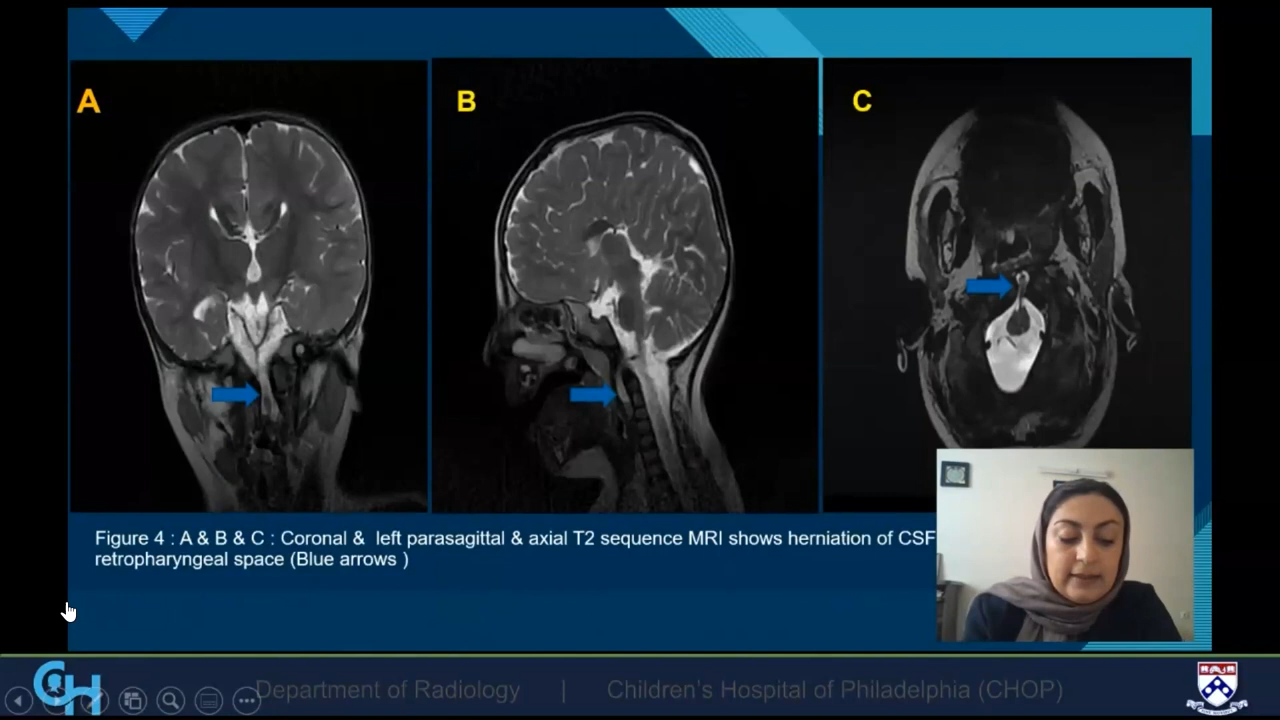 A
B
C
Figure 4 : A & B & C : Coronal & left parasagittal & axial T2 sequence MRI shows herniation of CSF
retropharyngeal space (Blue arrows )
CH
Department of Radiology | Children's Hospital of Philadelphia (CHOP)